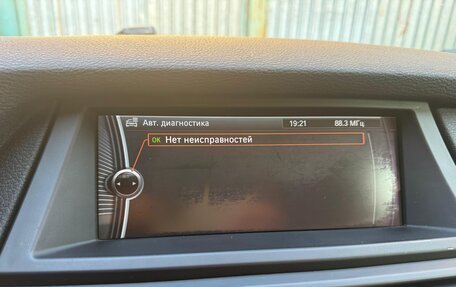 Авт. диагностика 19:21 88.3 МГц
OK Нет неисправностей